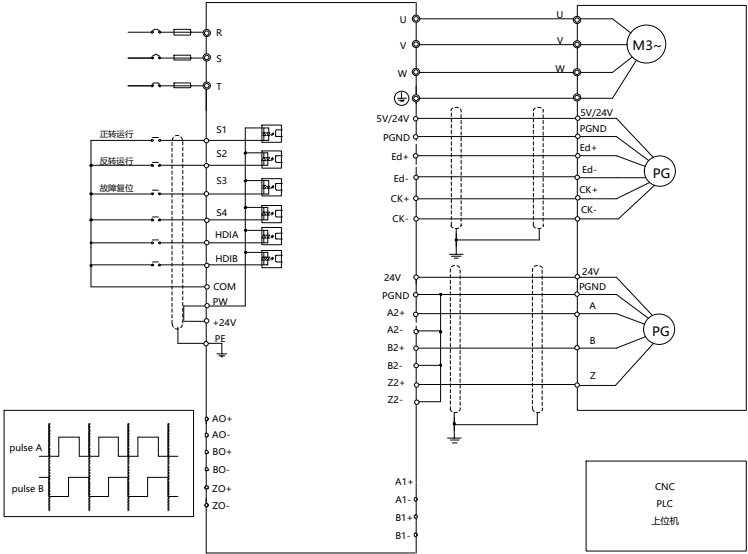 R
S
T
正转运行
反转运行
故障复位
S1
S2
S3
S4
HDIA
HDIB
COM
PW
+24V
PE
AO+
AO-
BO+
BO-
ZO+
ZO-
pulse A
pulse B
U
V
W
5V/24V
PGND
Ed+
Ed-
CK+
CK-
24V
PGND
A2+
A2-
B2+
B2-
Z2+
Z2-
A1+
A1-
B1+
B1-
U
V
W
M3~
5V/24V
PGND
Ed+
Ed-
CK+
CK-
PG
24V
PGND
A
B
Z
PG
CNC
PLC
上位机